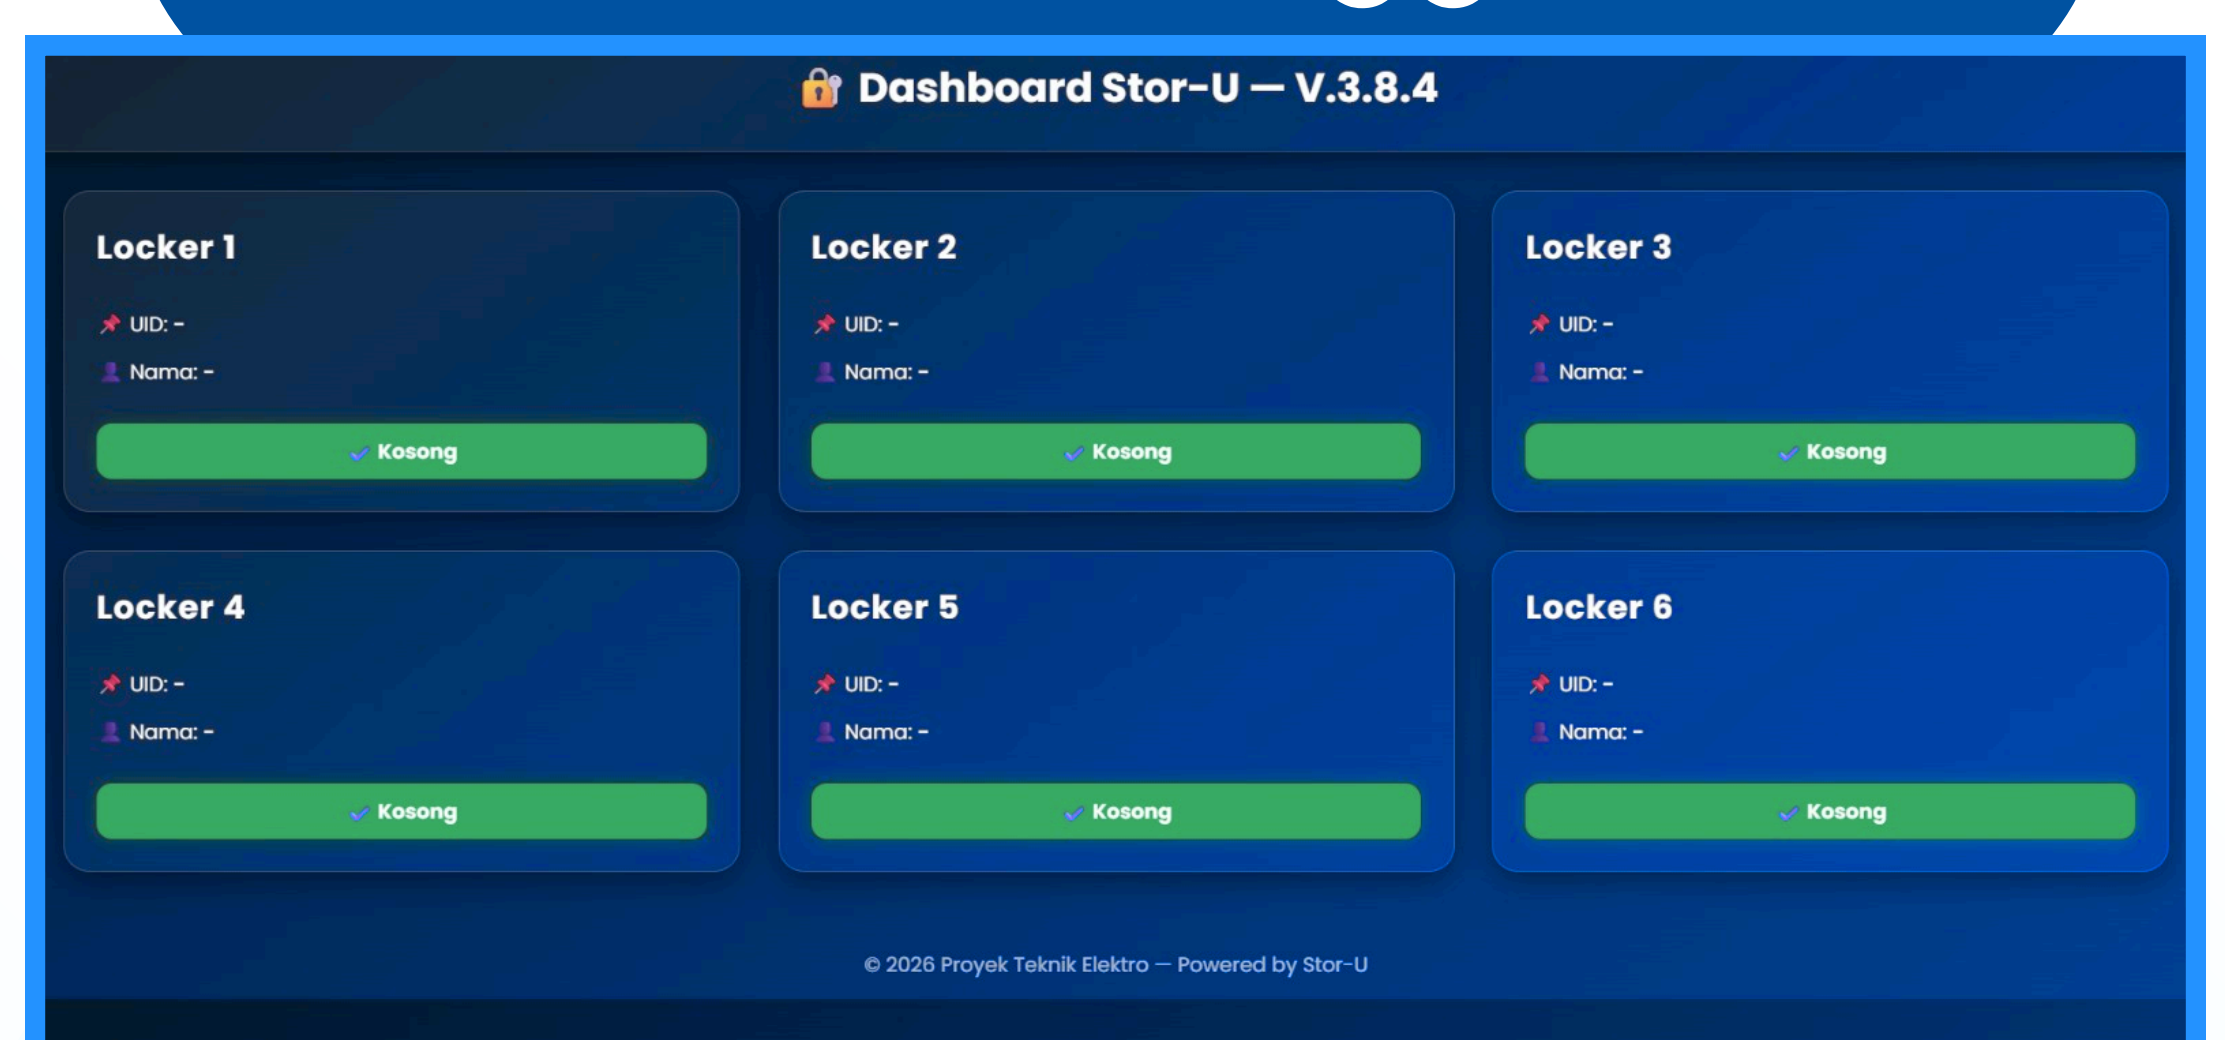 Dashboard Stor-U — V.3.8.4
Locker 1
UID: -
Nama: -
Kosong
Locker 2
UID: -
Nama: -
Kosong
Locker 3
UID: -
Nama: -
Kosong
Locker 4
UID: -
Nama: -
Kosong
Locker 5
UID: -
Nama: -
Kosong
Locker 6
UID: -
Nama: -
Kosong
© 2026 Proyek Teknik Elektro — Powered by Stor-U